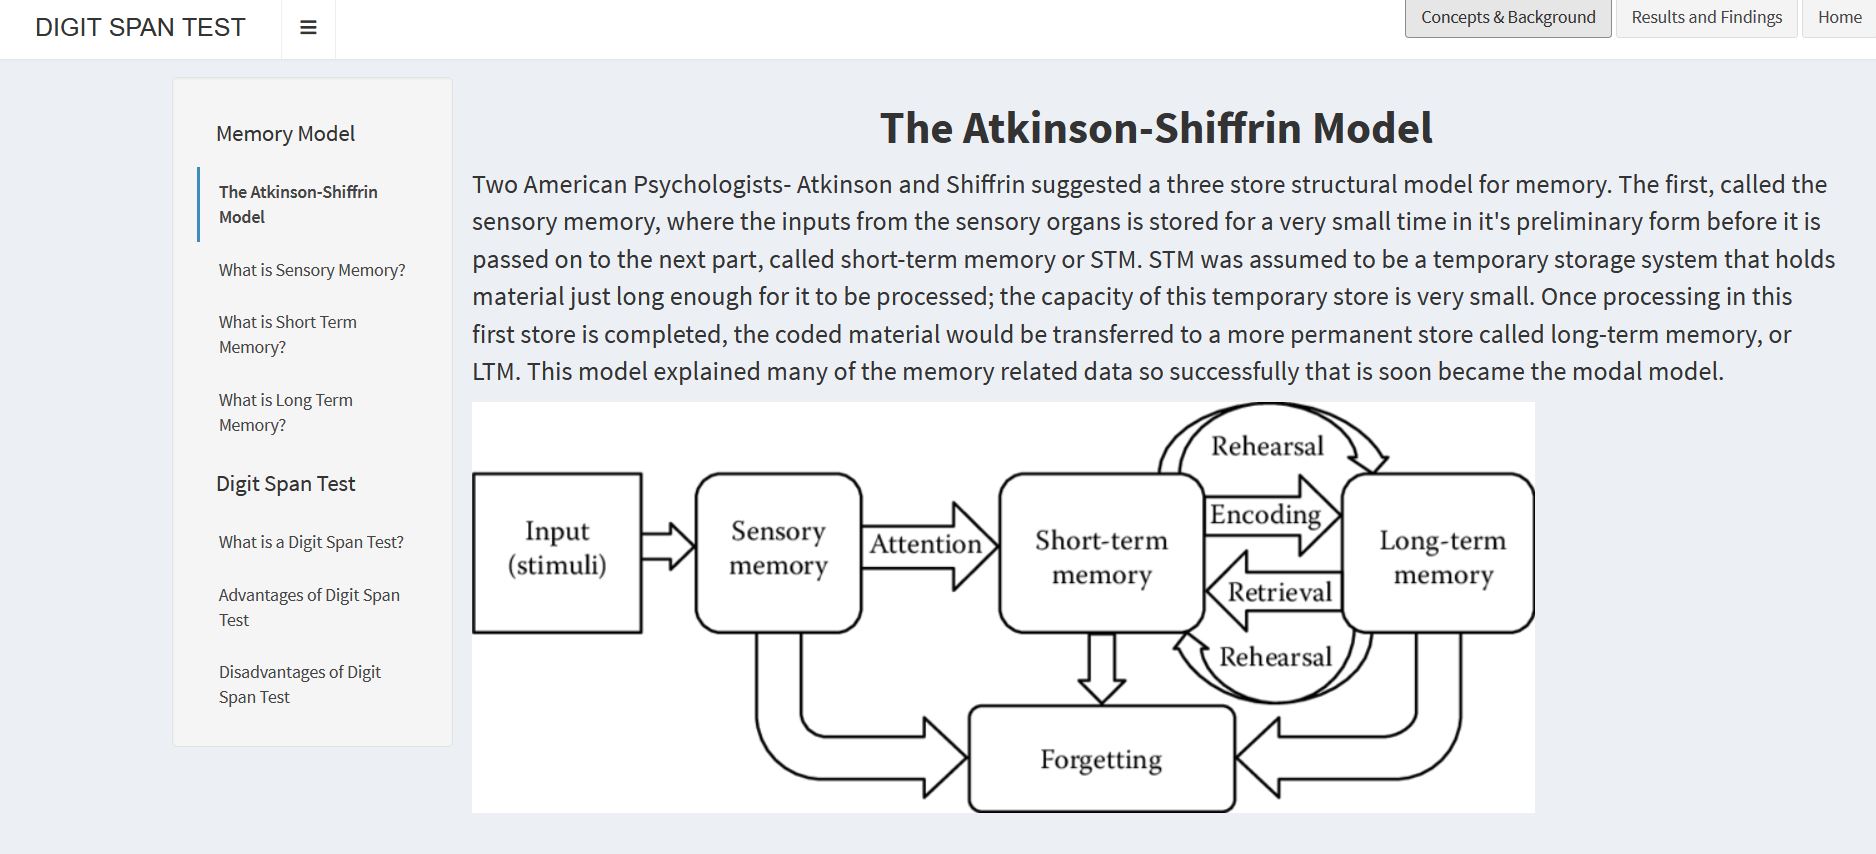 DIGIT SPAN TEST
Concepts & Background
Results and Findings
Home
Memory Model
The Atkinson-Shiffrin
Model
What is Sensory Memory?
What is Short Term
Memory?
What is Long Term
Memory?
Digit Span Test
What is a Digit Span Test?
Advantages of Digit Span
Test
Disadvantages of Digit
Span Test
The Atkinson-Shiffrin Model
Two American Psychologists- Atkinson and Shiffrin suggested a three store structural model for memory. The first, called the
sensory memory, where the inputs from the sensory organs is stored for a very small time in it's preliminary form before it is
passed on to the next part, called short-term memory or STM. STM was assumed to be a temporary storage system that holds
material just long enough for it to be processed; the capacity of this temporary store is very small. Once processing in this
first store is completed, the coded material would be transferred to a more permanent store called long-term memory, or
LTM. This model explained many of the memory related data so successfully that is soon became the modal model.
Input
(stimuli)
Sensory
memory
Attention
Short-term
memory
Rehearsal
Encoding
Retrieval
Rehearsal
Long-term
memory
Forgetting